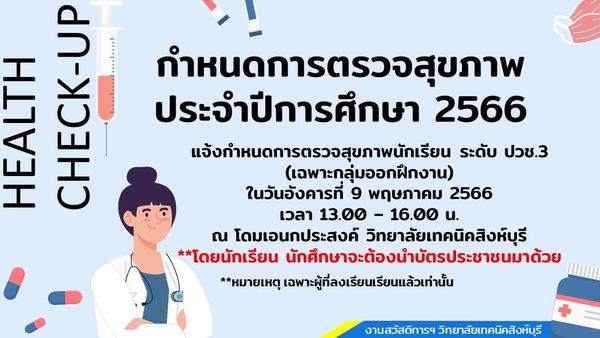 HEALTH
CHECK-UP
กำหนดการตรวจสุขภาพ
ประจำปีการศึกษา 2566
แจ้งกำหนดการตรวจสุขภาพนักเรียน ระดับ ปวช.3
(เฉพาะกลุ่มออกฝึกงาน)
ในวันอังคารที่ 9 พฤษภาคม 2566
เวลา 13.00 – 16.00 น.
ณ โดมเอนกประสงค์ วิทยาลัยเทคนิคสิงห์บุรี
**โดยนักเรียน นักศึกษาจะต้องนำบัตรประชาชนมาด้วย
**หมายเหตุ เฉพาะผู้ที่ลงเรียนเรียนแล้วเท่านั้น
งานสวัสดิการฯ วิทยาลัยเทคนิคสิงห์บุรี